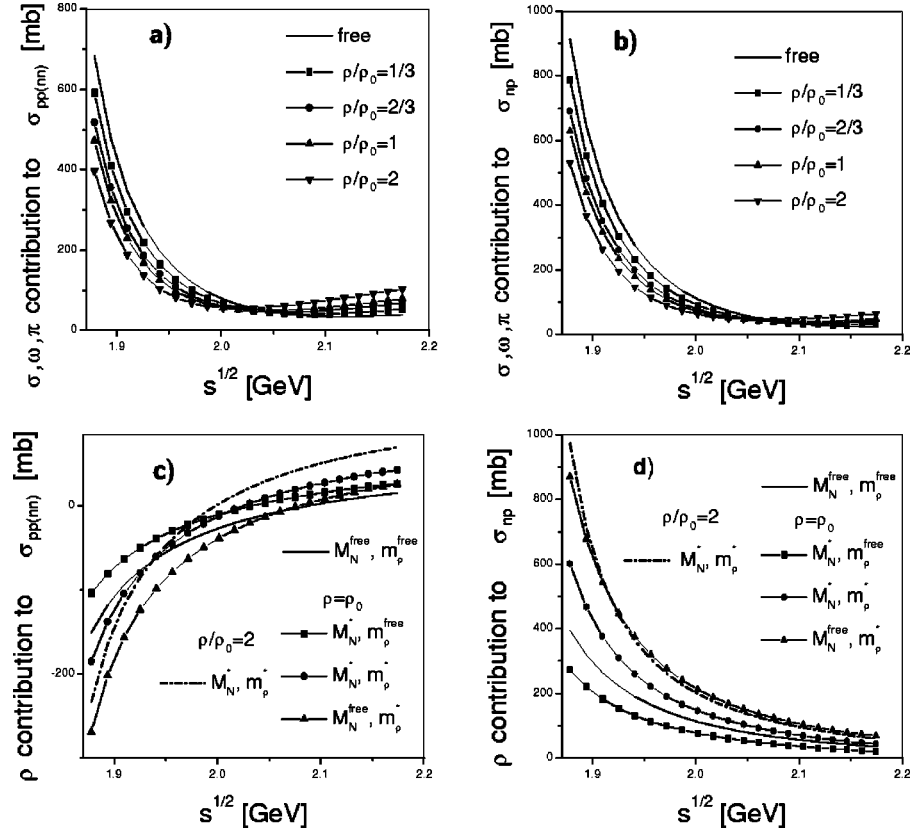 a)
σ,ω,π contribution to σpp(nn) [mb]
800
600
400
200
0
free
ρ/ρ0=1/3
ρ/ρ0=2/3
ρ/ρ0=1
ρ/ρ0=2
1.9 2.0 2.1 2.2
s1/2 [GeV]
b)
σ,ω,π contribution to σnp [mb]
1000
800
600
400
200
0
free
ρ/ρ0=1/3
ρ/ρ0=2/3
ρ/ρ0=1
ρ/ρ0=2
1.9 2.0 2.1 2.2
s1/2 [GeV]
c)
ρ contribution to σpp(nn) [mb]
0
-200
MNfree, mρfree
ρ/ρ0=2
MN*, mρ*
ρ=ρ0
MN*, mρfree
MN*, mρ*
MNfree, mρ*
1.9 2.0 2.1 2.2
s1/2 [GeV]
d)
ρ contribution to σnp [mb]
1000
800
600
400
200
0
MNfree, mρfree
ρ/ρ0=2
MN*, mρ*
ρ=ρ0
MN*, mρfree
MN*, mρ*
MNfree, mρ*
1.9 2.0 2.1 2.2
s1/2 [GeV]